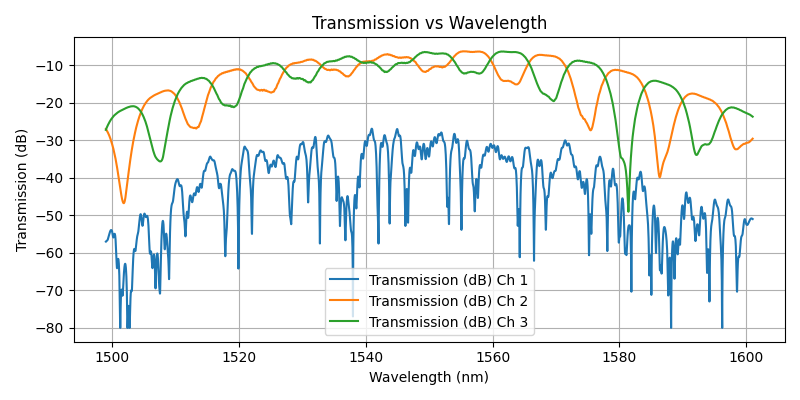 Transmission vs Wavelength
Transmission (dB)
−10
−20
−30
−40
−50
−60
−70
−80
Transmission (dB) Ch 1
Transmission (dB) Ch 2
Transmission (dB) Ch 3
1500 1520 1540 1560 1580 1600
Wavelength (nm)